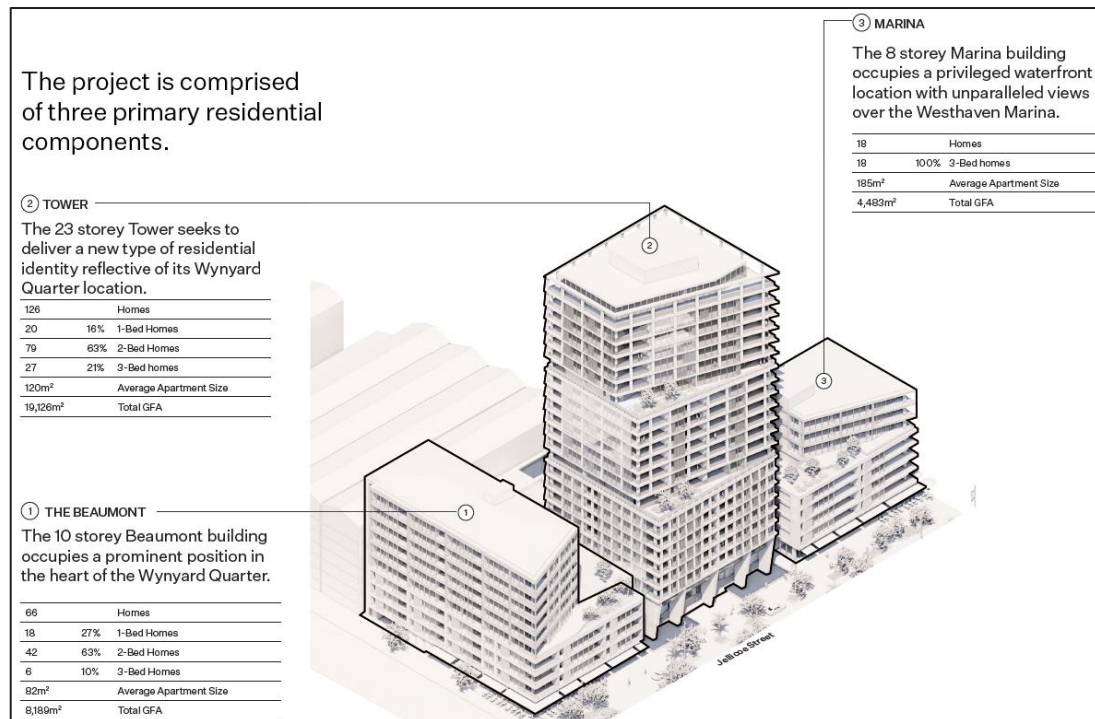 The project is comprised
of three primary residential
components.
2 TOWER
The 23 storey Tower seeks to
deliver a new type of residential
identity reflective of its Wynyard
Quarter location.
126 Homes
20 16% 1-Bed Homes
79 63% 2-Bed Homes
27 21% 3-Bed homes
120m² Average Apartment Size
19,126m² Total GFA
1 THE BEAUMONT
The 10 storey Beaumont building
occupies a prominent position in
the heart of the Wynyard Quarter.
66 Homes
18 27% 1-Bed Homes
42 63% 2-Bed Homes
6 10% 3-Bed Homes
82m² Average Apartment Size
8,189m² Total GFA
3 MARINA
The 8 storey Marina building
occupies a privileged waterfront
location with unparalleled views
over the Westhaven Marina.
18 Homes
18 100% 3-Bed homes
185m² Average Apartment Size
4,483m² Total GFA
2
3
1
Jellicoe Street